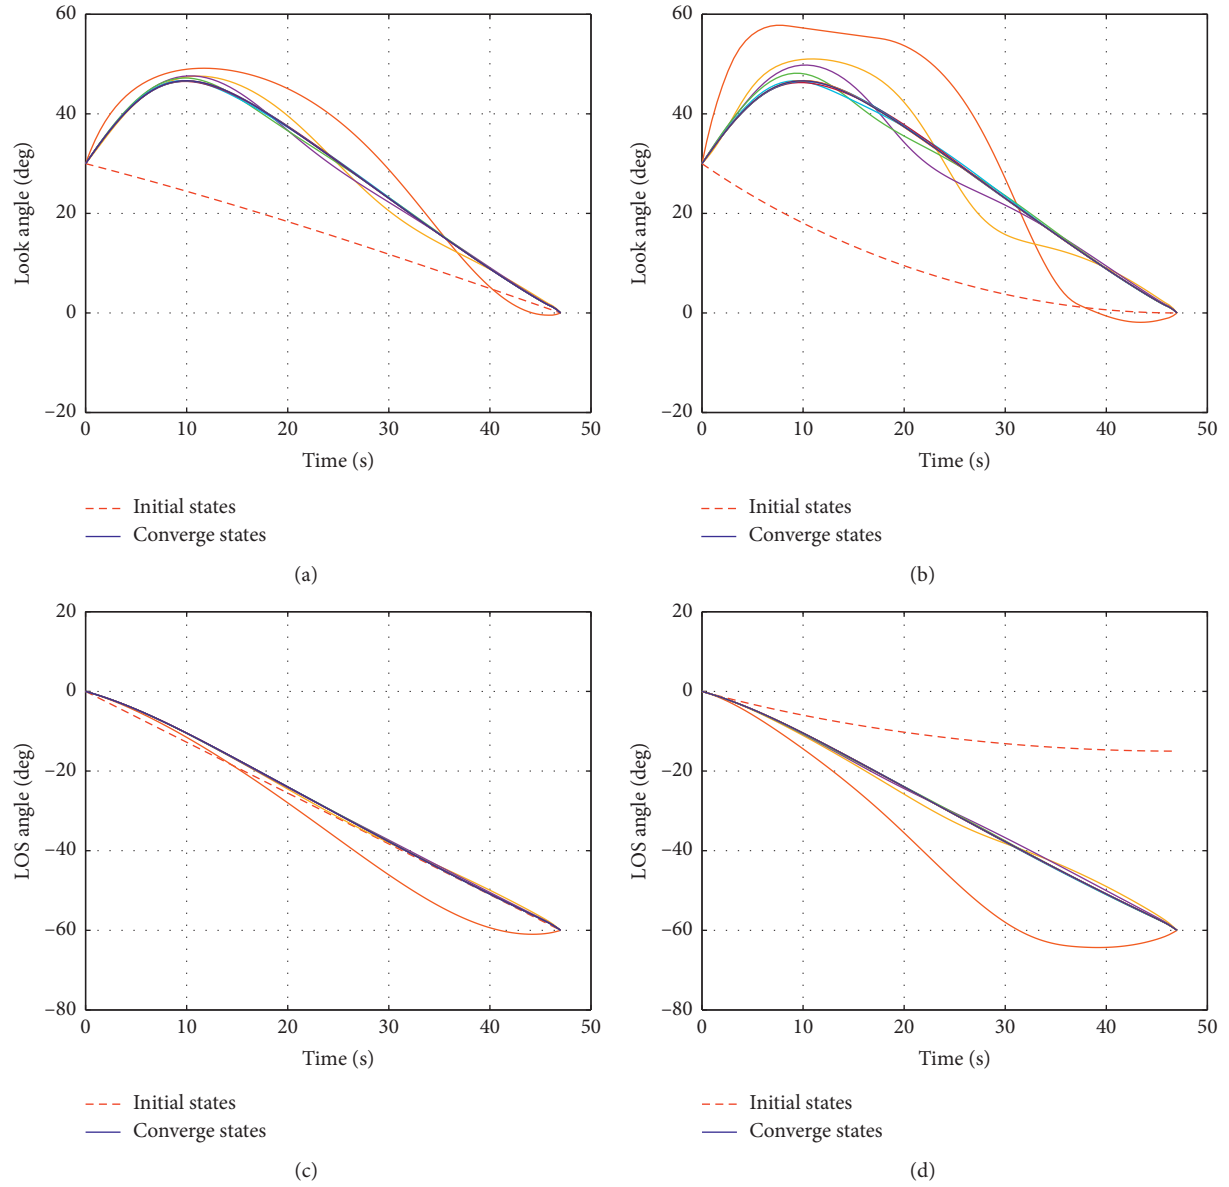 60
40
20
0
–20
Look angle (deg)
0 10 20 30 40 50
Time (s)
Initial states
Converge states
(a)
60
40
20
0
–20
Look angle (deg)
0 10 20 30 40 50
Time (s)
Initial states
Converge states
(b)
20
0
–20
–40
–60
–80
LOS angle (deg)
0 10 20 30 40 50
Time (s)
Initial states
Converge states
(c)
20
0
–20
–40
–60
–80
LOS angle (deg)
0 10 20 30 40 50
Time (s)
Initial states
Converge states
(d)